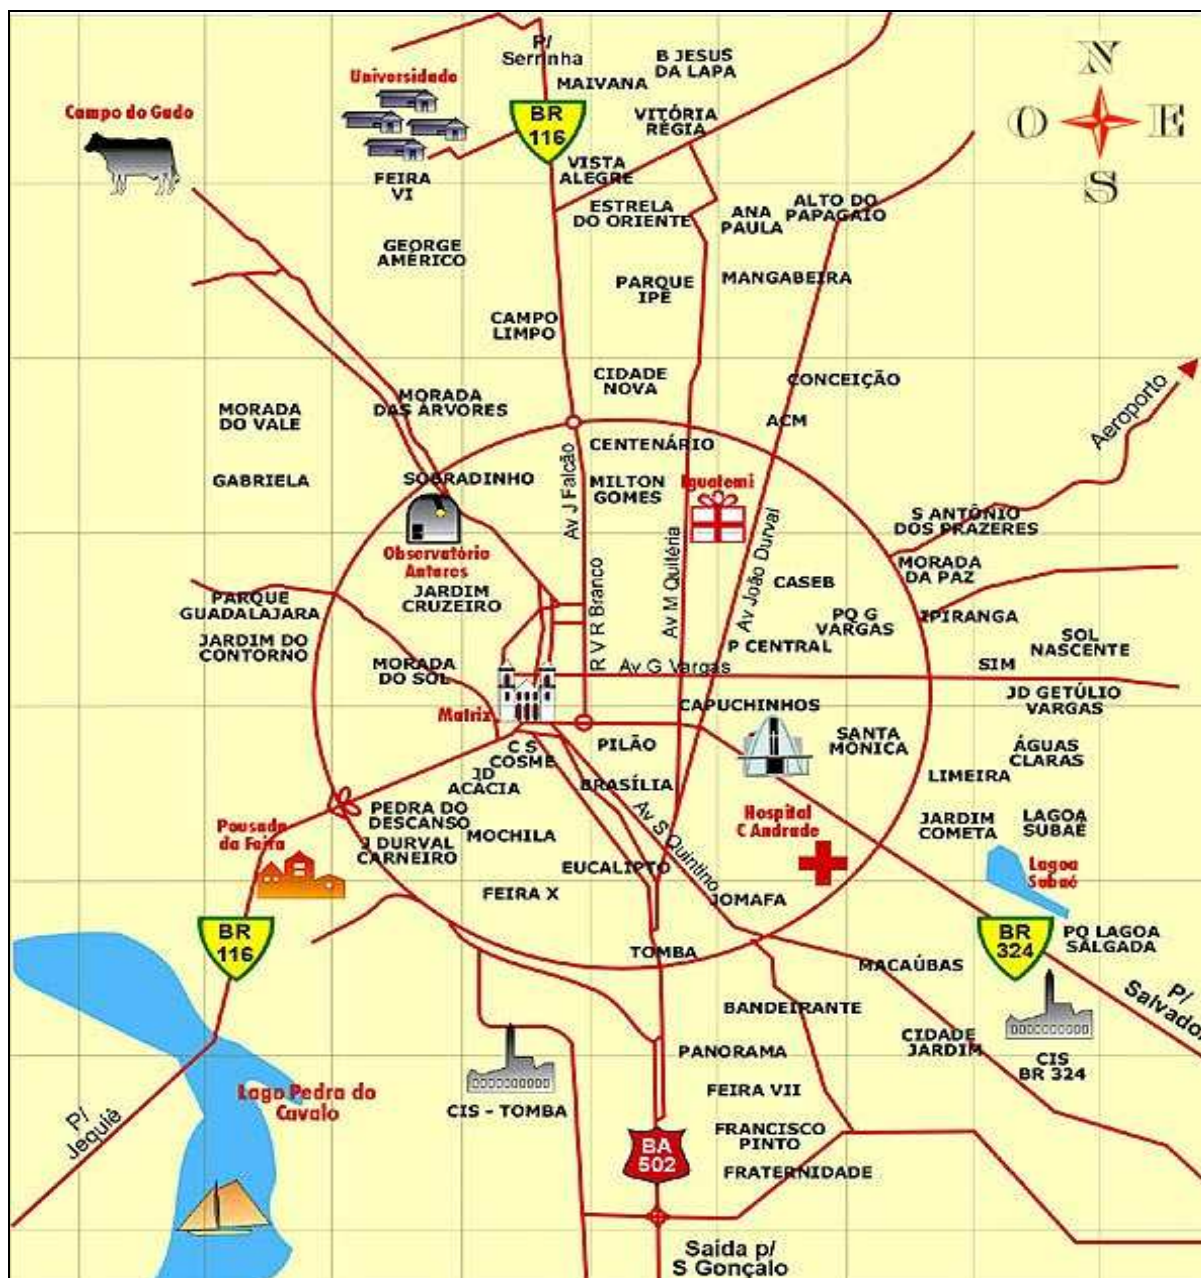 N
O
E
S
P/
Serrinha
B JESUS
DA LAPA
Universidade
MAIVANA
Campo do Gado
BR
116
VITÓRIA
RÉGIA
FEIRA
VI
VISTA
ALEGRE
ESTRELA
DO ORIENTE
ANA
PAULA
ALTO DO
PAPAGAIO
GEORGE
AMÉRICO
PARQUE
IPÊ
MANGABEIRA
CAMPO
LIMPO
CIDADE
NOVA
CONCEIÇÃO
MORADA
DAS ÁRVORES
MORADA
DO VALE
ACM
Aeroporto
CENTENÁRIO
GABRIELA
SOBRADINHO
Av J Falcão
MILTON
GOMES
Iguatemi
S ANTÔNIO
DOS PRAZERES
Observatório
Antares
Av M Quitéria
Av João Durval
MORADA
DA PAZ
JARDIM
CRUZEIRO
CASEB
PARQUE
GUADALAJARA
R V R Branco
PQ G
VARGAS
IPIRANGA
JARDIM DO
CONTORNO
P CENTRAL
SOL
NASCENTE
MORADA
DO SOL
Av G Vargas
SIM
JD GETÚLIO
VARGAS
Matriz
CAPUCHINHOS
C S
COSME
PILÃO
SANTA
MÔNICA
ÁGUAS
CLARAS
JD
ACÁCIA
BRASÍLIA
LIMEIRA
PEDRA DO
DESCANSO
Av S Quintino
Hospital
C Andrade
JARDIM
COMETA
LAGOA
SUBAÉ
Pousada
da Feira
MOCHILA
J DURVAL
CARNEIRO
EUCALIPTO
Lagoa
Subaé
FEIRA X
JOMAFA
BR
116
BR
324
PQ LAGOA
SALGADA
TOMBA
MACAÚBAS
P/
Salvador
BANDEIRANTE
CIDADE
JARDIM
PANORAMA
CIS
BR 324
Lago Pedra do
Cavalo
FEIRA VII
CIS - TOMBA
P/
Jequié
FRANCISCO
PINTO
BA
502
FRATERNIDADE
Saida p/
S Gonçalo